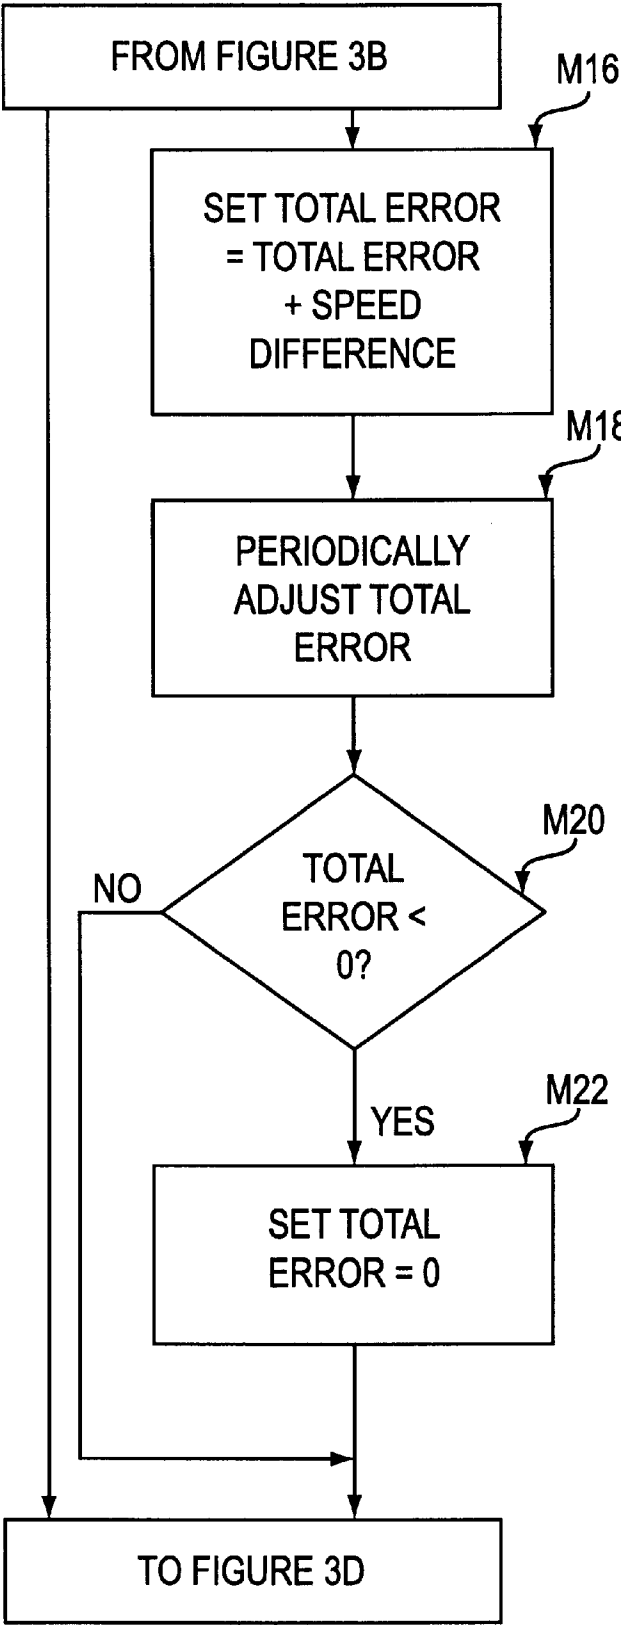 FROM FIGURE 3B
M16
SET TOTAL ERROR
= TOTAL ERROR
+ SPEED
DIFFERENCE
M18
PERIODICALLY
ADJUST TOTAL
ERROR
M20
TOTAL
ERROR <
0?
NO
YES
M22
SET TOTAL
ERROR = 0
TO FIGURE 3D